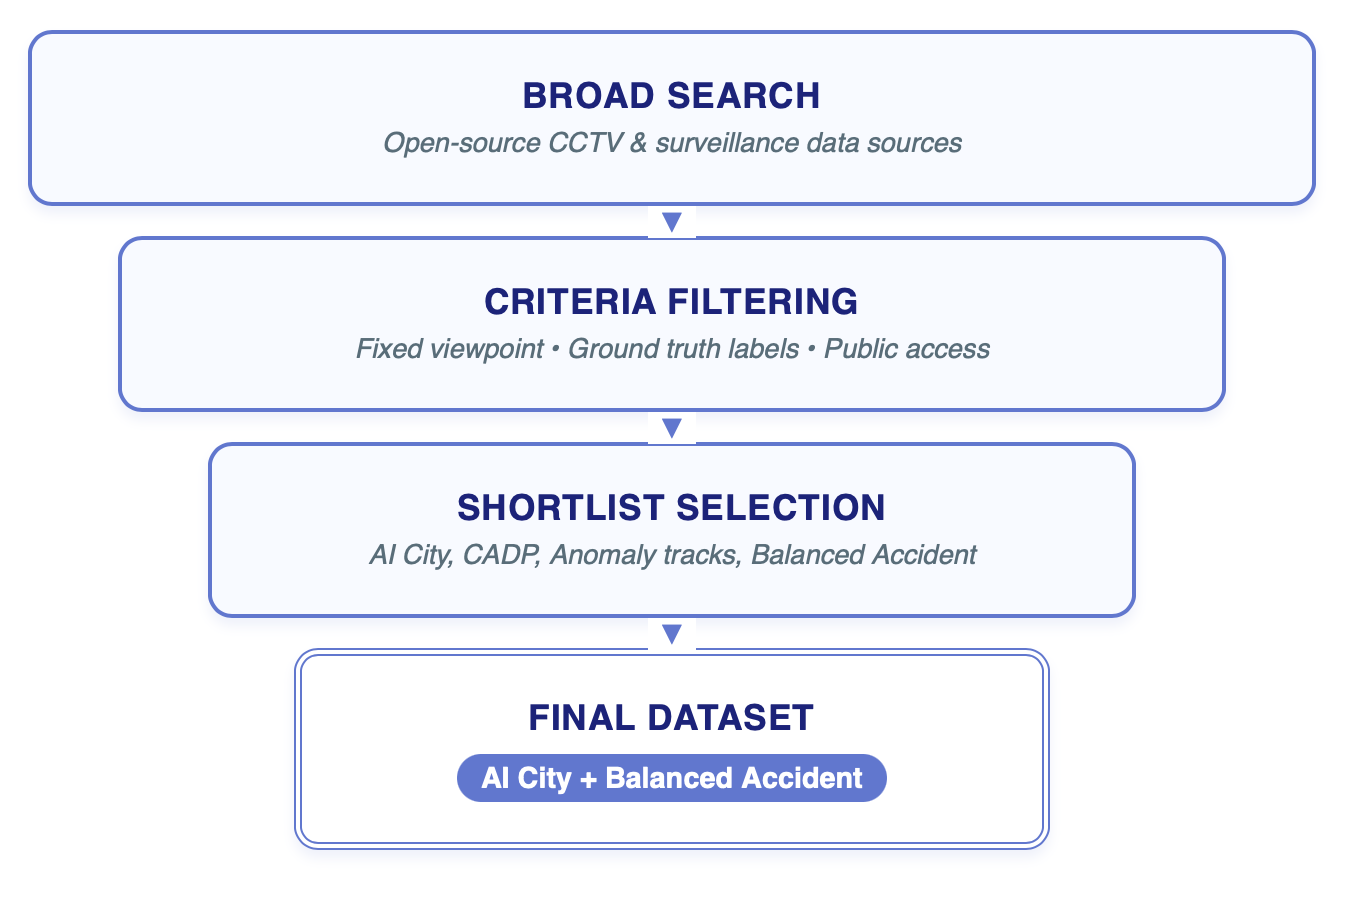 BROAD SEARCH
Open-source CCTV & surveillance data sources
CRITERIA FILTERING
Fixed viewpoint • Ground truth labels • Public access
SHORTLIST SELECTION
AI City, CADP, Anomaly tracks, Balanced Accident
FINAL DATASET
AI City + Balanced Accident